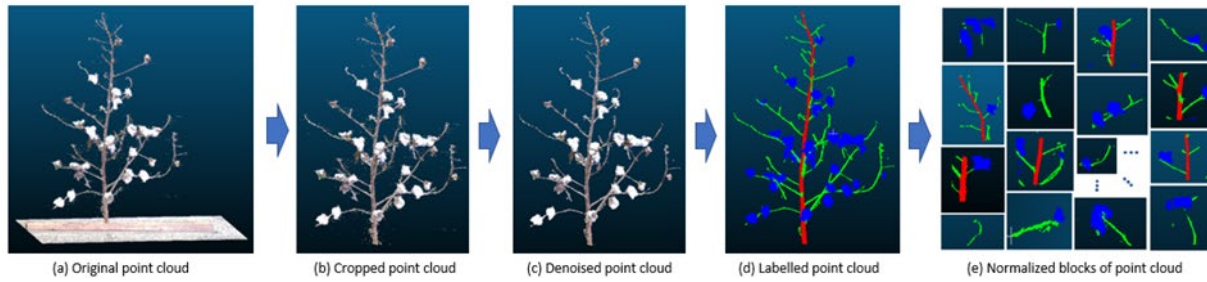 (a) Original point cloud
(b) Cropped point cloud
(c) Denoised point cloud
(d) Labelled point cloud
(e) Normalized blocks of point cloud